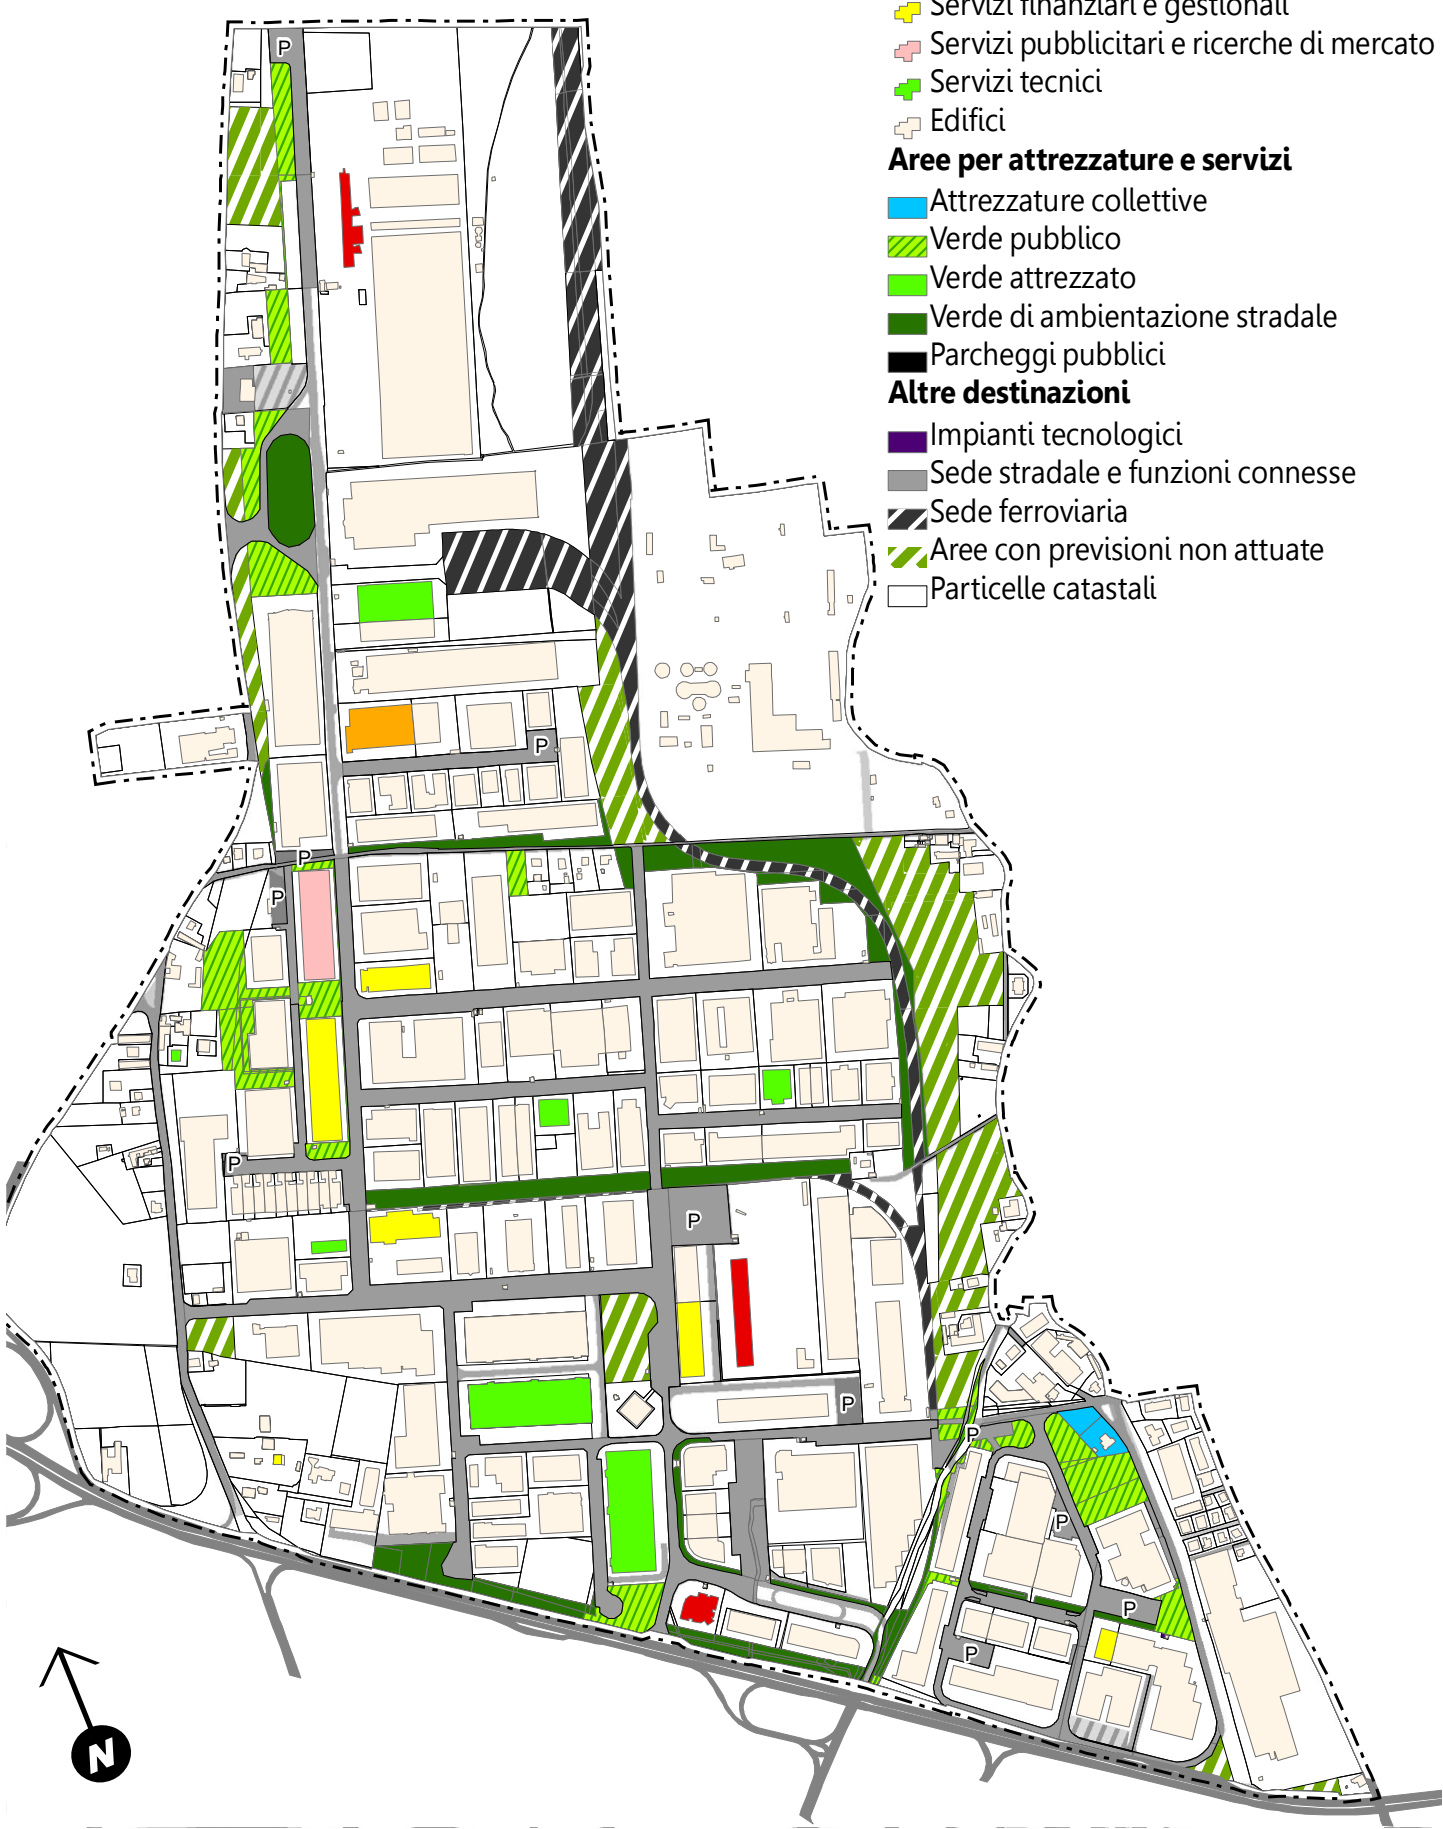 Servizi finanziari e gestionali
Servizi pubblicitari e ricerche di mercato
Servizi tecnici
Edifici
Aree per attrezzature e servizi
Attrezzature collettive
Verde pubblico
Verde attrezzato
Verde di ambientazione stradale
Parcheggi pubblici
Altre destinazioni
Impianti tecnologici
Sede stradale e funzioni connesse
Sede ferroviaria
Aree con previsioni non attuate
Particelle catastali
P
P
P
P
P
P
P
P
P
P
P
N